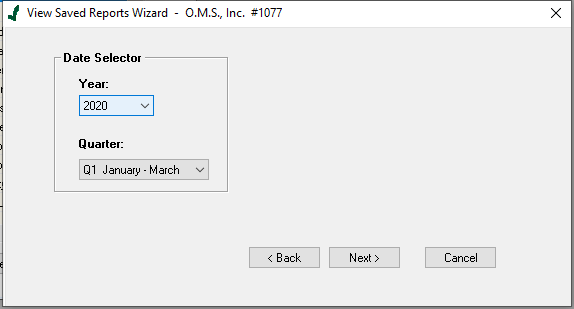 View Saved Reports Wizard - O.M.S., Inc. #1077
Date Selector
Year:
2020
Quarter:
Q1 January - March
< Back
Next >
Cancel